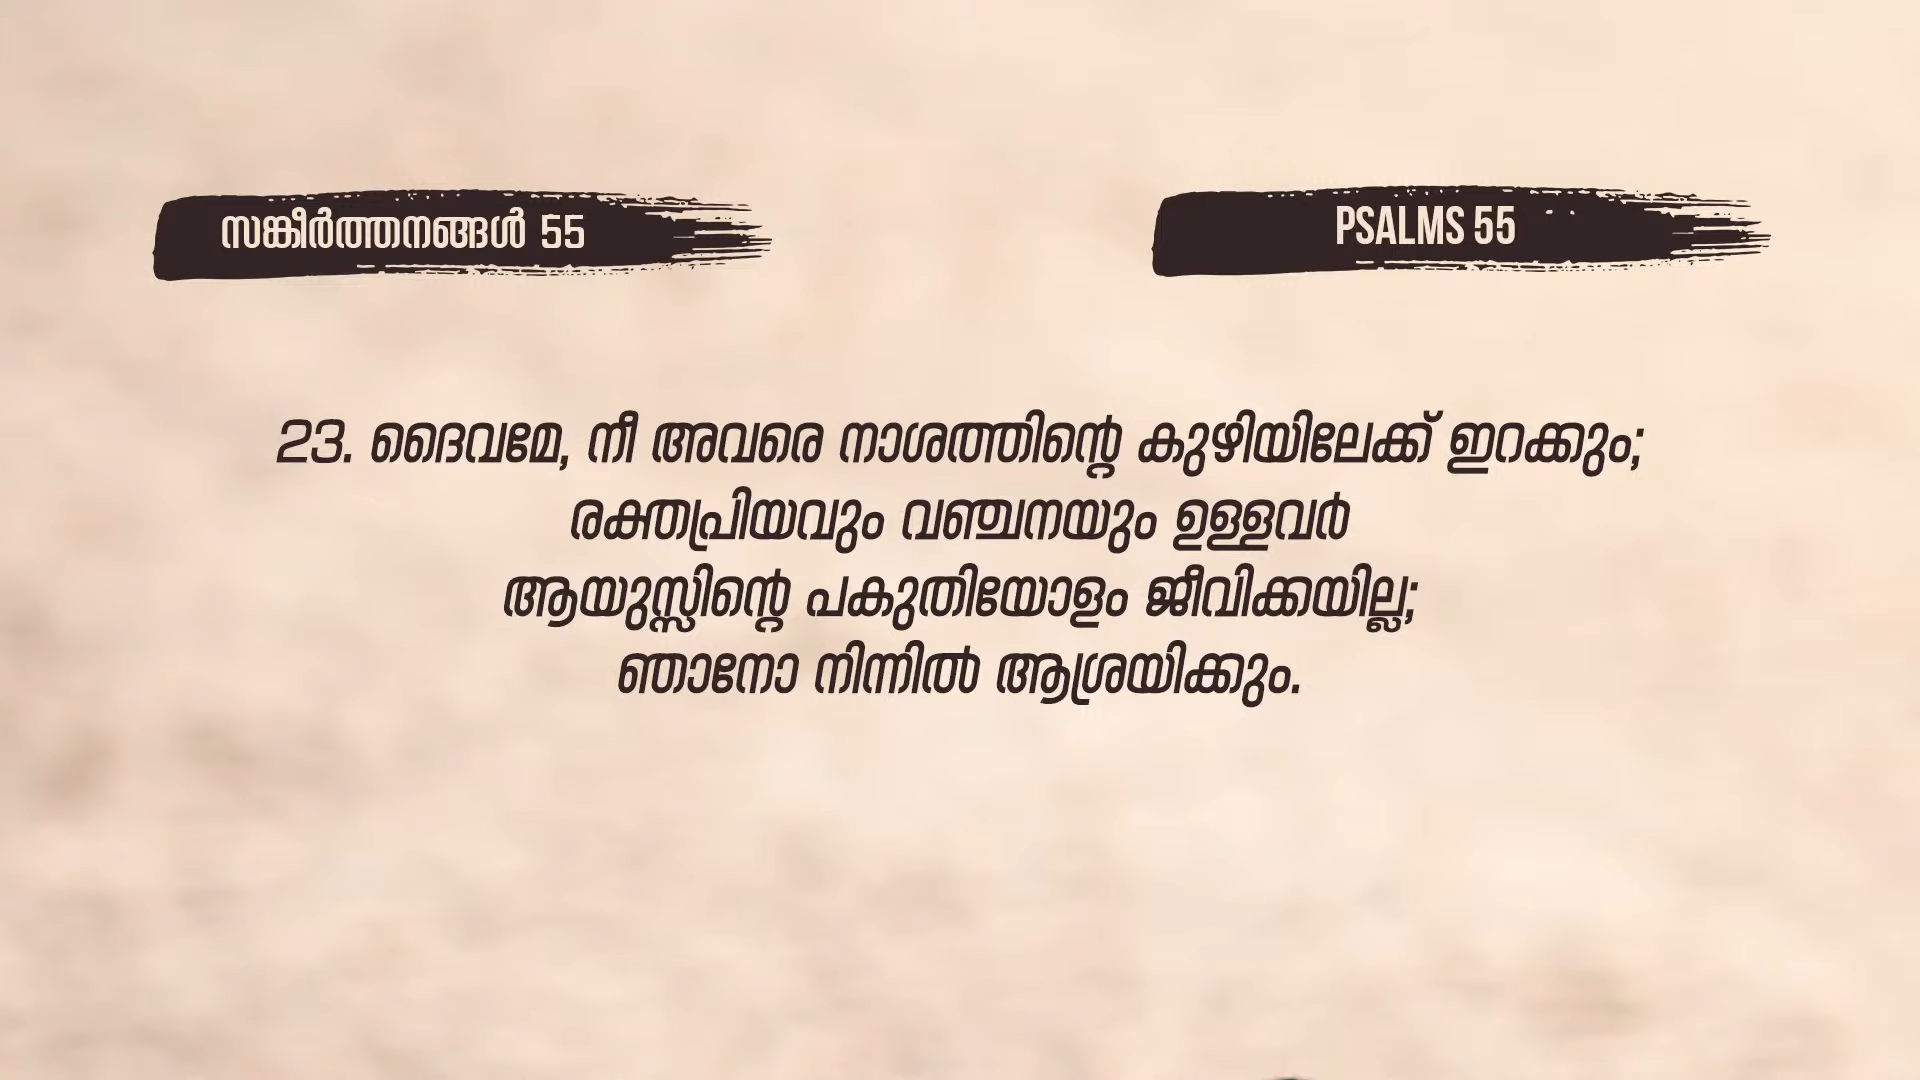 സങ്കീർത്തനങ്ങൾ 55
PSALMS 55
23. ദൈവമേ, നീ അവരെ നാശത്തിന്റെ കുഴിയിലേക്ക് ഇറക്കും;
രക്തപ്രിയവും വഞ്ചനയും ഉള്ളവർ
ആയുസ്സിന്റെ പകുതിയോളം ജീവിക്കയില്ല;
ഞാനോ നിന്നിൽ ആശ്രയിക്കും.